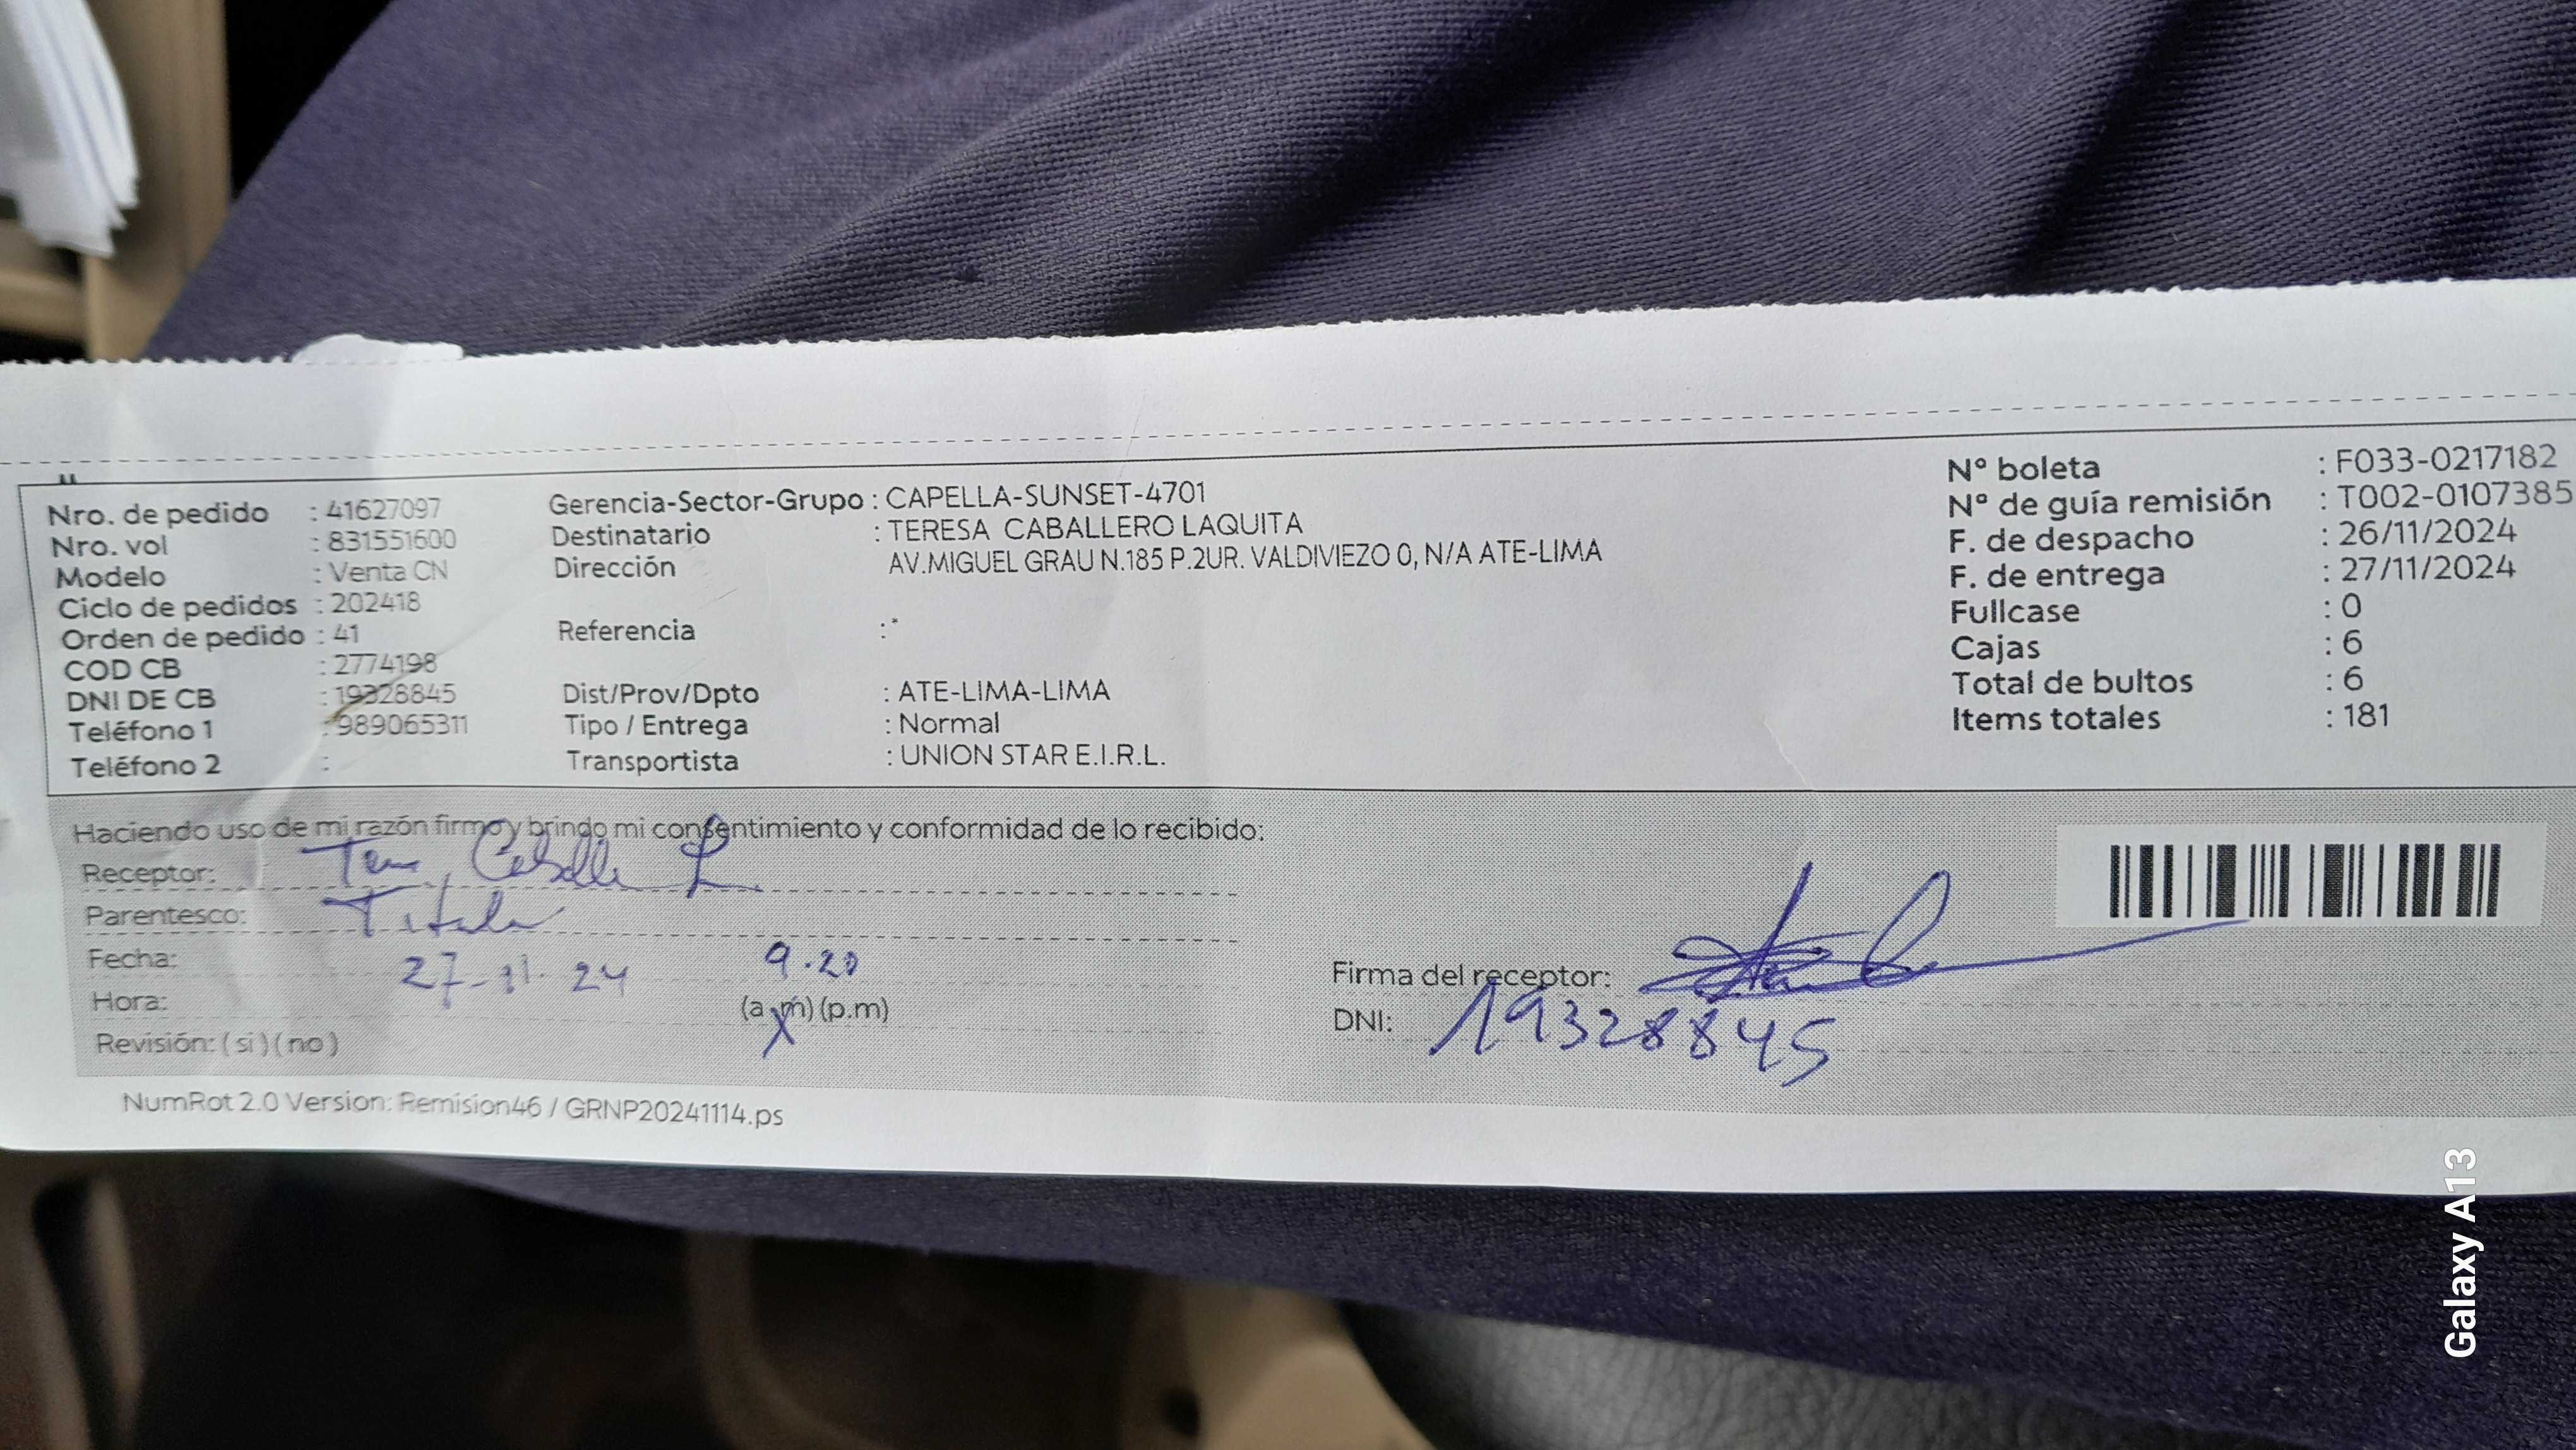 Nro. de pedido : 41627097
Nro. vol : 831551600
Modelo : Venta CN
Ciclo de pedidos : 202418
Orden de pedido : 41
COD CB : 2774198
DNI DE CB : 19328845
Teléfono 1 : 989065311
Teléfono 2 :
Gerencia-Sector-Grupo : CAPELLA-SUNSET-4701
Destinatario : TERESA CABALLERO LAQUITA
Dirección AV.MIGUEL GRAU N.185 P.2UR. VALDIVIEZO 0, N/A ATE-LIMA
Referencia :*
Dist/Prov/Dpto : ATE-LIMA-LIMA
Tipo / Entrega : Normal
Transportista : UNION STAR E.I.R.L.
Nº boleta : F033-0217182
Nº de guía remisión : T002-0107385
F. de despacho : 26/11/2024
F. de entrega : 27/11/2024
Fullcase : 0
Cajas : 6
Total de bultos : 6
Items totales : 181
Haciendo uso de mi razón firmo y brindo mi consentimiento y conformidad de lo recibido:
Receptor:
Parentesco: Titular
Fecha: 27-11-24 9.20
Hora: (a.m) (p.m)
Revisión: ( si ) ( no )
Firma del receptor:
DNI: 19328845
NumRot 2.0 Version: Remision46 / GRNP20241114.ps
Galaxy A13